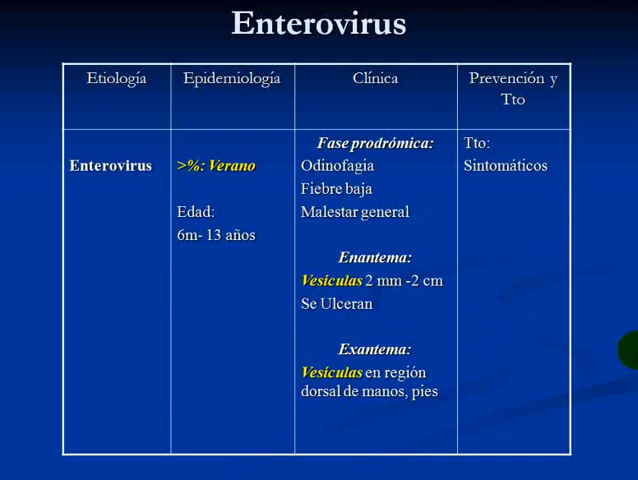 Enterovirus
Etiología
Epidemiología
Clínica
Prevención y
Tto
Enterovirus
>%: Verano
Edad:
6m- 13 años
Fase prodrómica:
Odinofagia
Fiebre baja
Malestar general
Enantema:
Vesículas 2 mm -2 cm
Se Ulceran
Exantema:
Vesículas en región
dorsal de manos, pies
Tto:
Sintomáticos